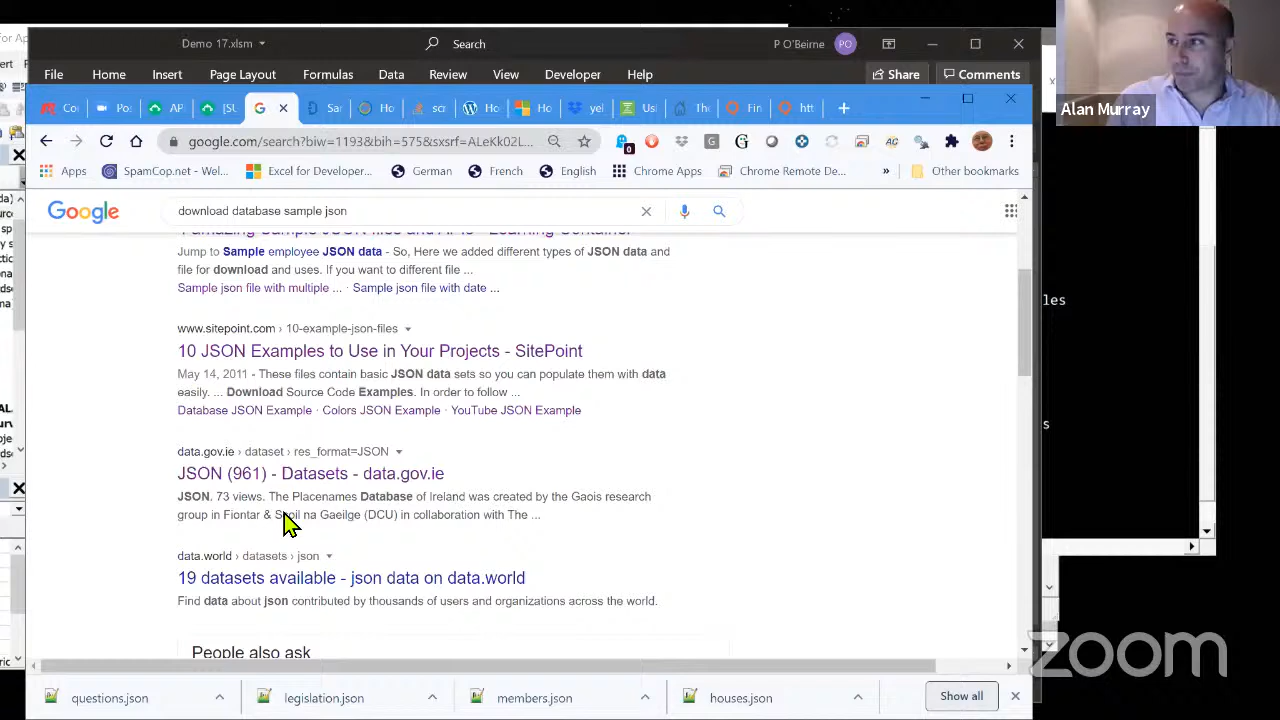 for Ap
Demo 17.xlsm
Search
P O'Beirne
PO
File
Home
Insert
Page Layout
Formulas
Data
Review
View
Developer
Help
Share
Comments
Alan Murray
google.com/search?biw=1193&bih=575&sxsrf=ALeKk02L...
0
Apps
SpamCop.net - Wel...
Excel for Developer...
German
French
English
Chrome Apps
Chrome Remote De...
»
Other bookmarks
Google
download database sample json
Jump to Sample employee JSON data - So, Here we added different types of JSON data and
file for download and uses. If you want to different file ...
Sample json file with multiple ... · Sample json file with date ...
www.sitepoint.com › 10-example-json-files
10 JSON Examples to Use in Your Projects - SitePoint
May 14, 2011 - These files contain basic JSON data sets so you can populate them with data
easily. ... Download Source Code Examples. In order to follow ...
Database JSON Example · Colors JSON Example · YouTube JSON Example
data.gov.ie › dataset › res_format=JSON
JSON (961) - Datasets - data.gov.ie
JSON. 73 views. The Placenames Database of Ireland was created by the Gaois research
group in Fiontar & Scoil na Gaeilge (DCU) in collaboration with The ...
data.world › datasets › json
19 datasets available - json data on data.world
Find data about json contributed by thousands of users and organizations across the world.
People also ask
questions.json
legislation.json
members.json
houses.json
Show all
les
s
zoom